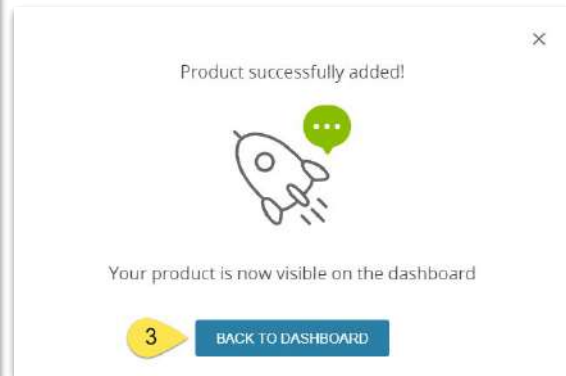 Product successfully added!
Your product is now visible on the dashboard
3
BACK TO DASHBOARD